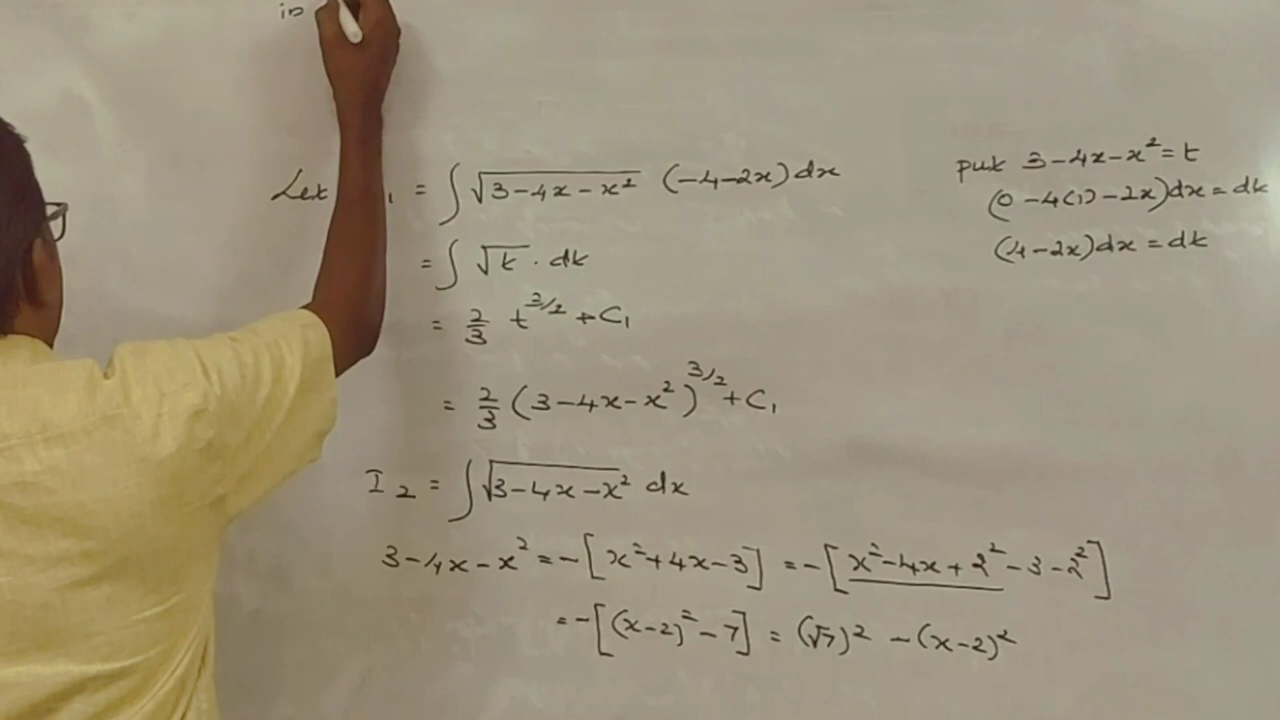 in
Let 1 = ∫ √(3-4x-x²) (-4-2x) dx
= ∫ √t . dt
= 2/3 t^(3/2) + C₁
= 2/3 (3-4x-x²)^(3/2) + C₁
I₂ = ∫ √(3-4x-x²) dx
3-4x-x² = -[x²+4x-3] = -[x²-4x+2²-3-2²]
= -[(x-2)²-7] = (√7)² - (x-2)²
put 3-4x-x² = t
(0-4(1)-2x)dx = dt
(4-2x)dx = dt